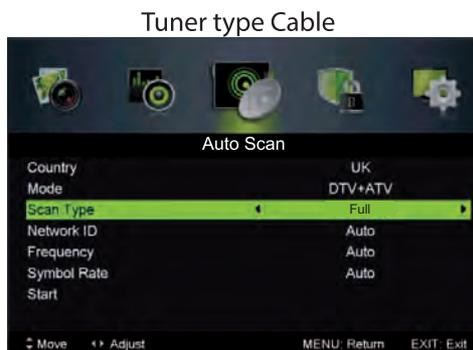 Tuner type Cable
Auto Scan
Country UK
Mode DTV+ATV
Scan Type Full
Network ID Auto
Frequency Auto
Symbol Rate Auto
Start
Move Adjust MENU: Return EXIT: Exit